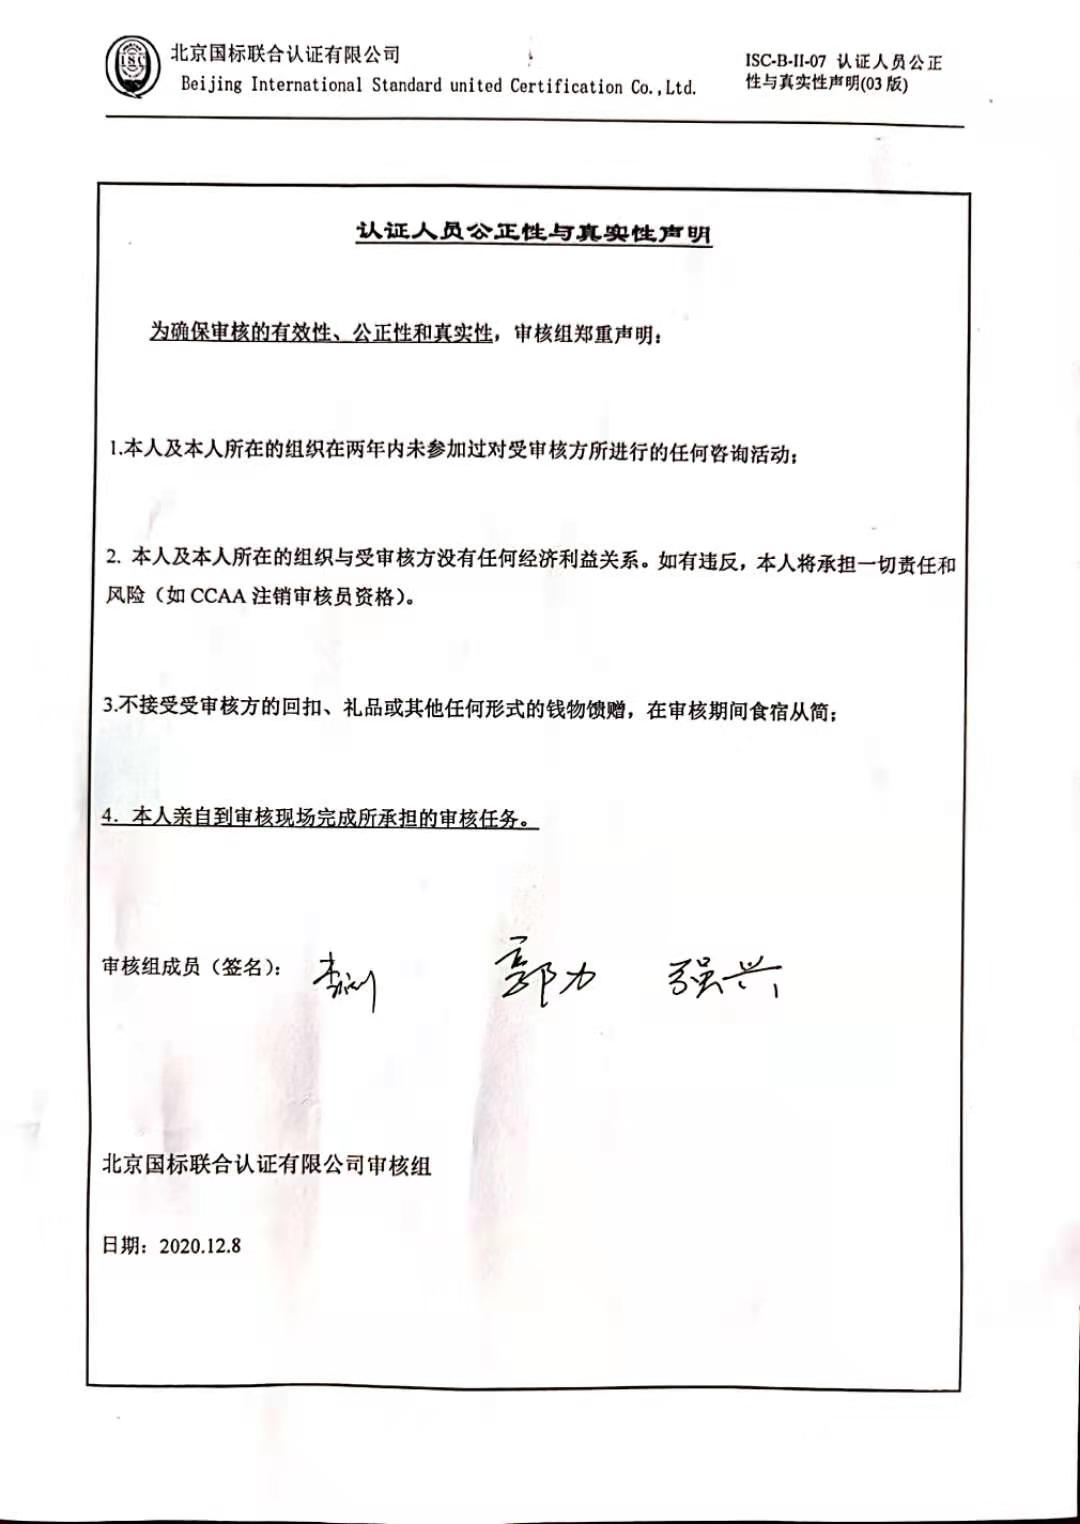 ISC
北京国标联合认证有限公司
Beijing International Standard united Certification Co.,Ltd.
ISC-B-II-07 认证人员公正
性与真实性声明(03 版)
认证人员公正性与真实性声明
为确保审核的有效性、公正性和真实性，审核组郑重声明：
1.本人及本人所在的组织在两年内未参加过对受审核方所进行的任何咨询活动；
2. 本人及本人所在的组织与受审核方没有任何经济利益关系。如有违反，本人将承担一切责任和
风险（如 CCAA 注销审核员资格）。
3.不接受受审核方的回扣、礼品或其他任何形式的钱物馈赠，在审核期间食宿从简；
4. 本人亲自到审核现场完成所承担的审核任务。
审核组成员（签名）： 郭力 强兴
北京国标联合认证有限公司审核组
日期：2020.12.8